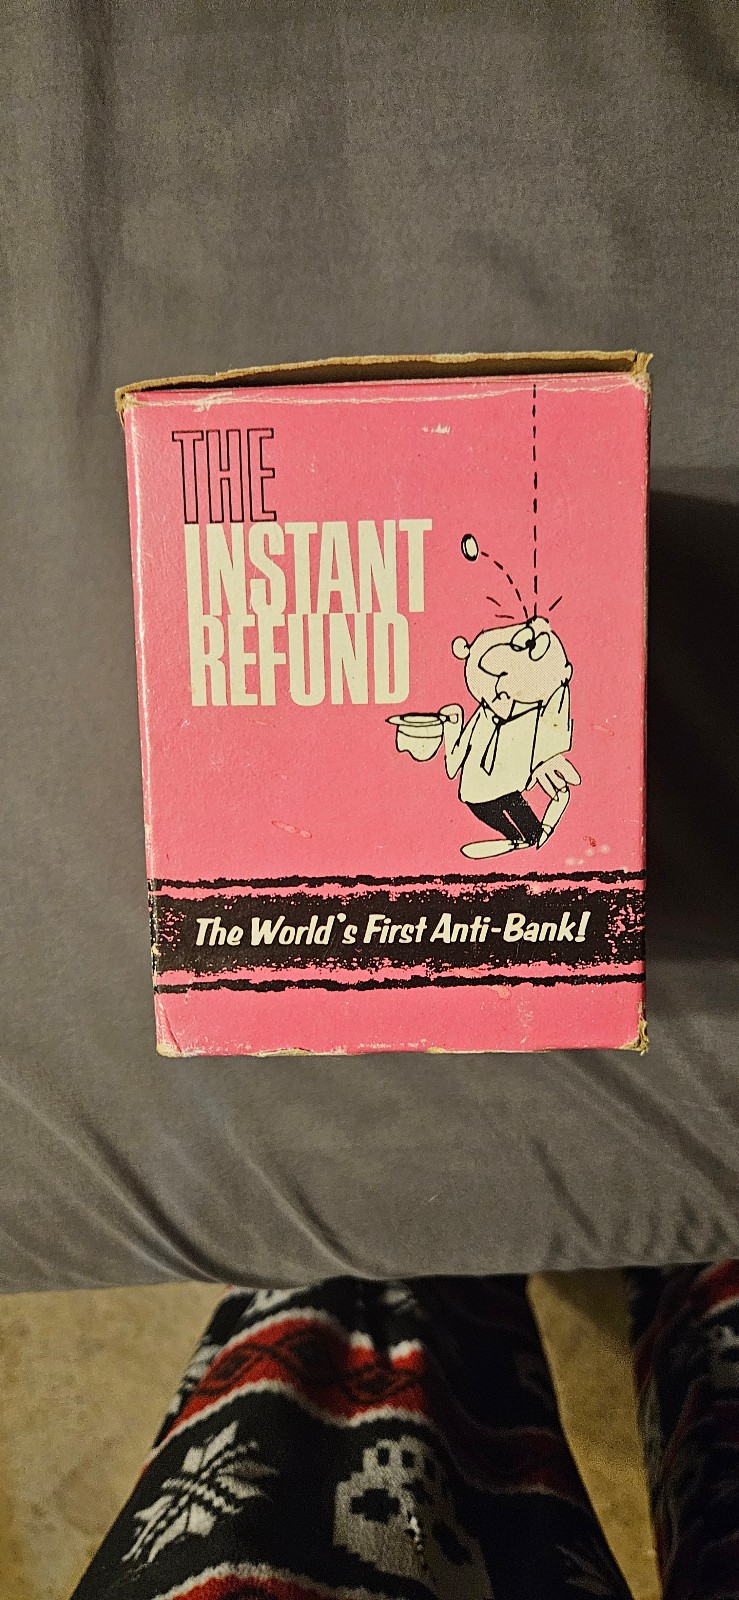 THE
INSTANT
REFUND
The World's First Anti-Bank!